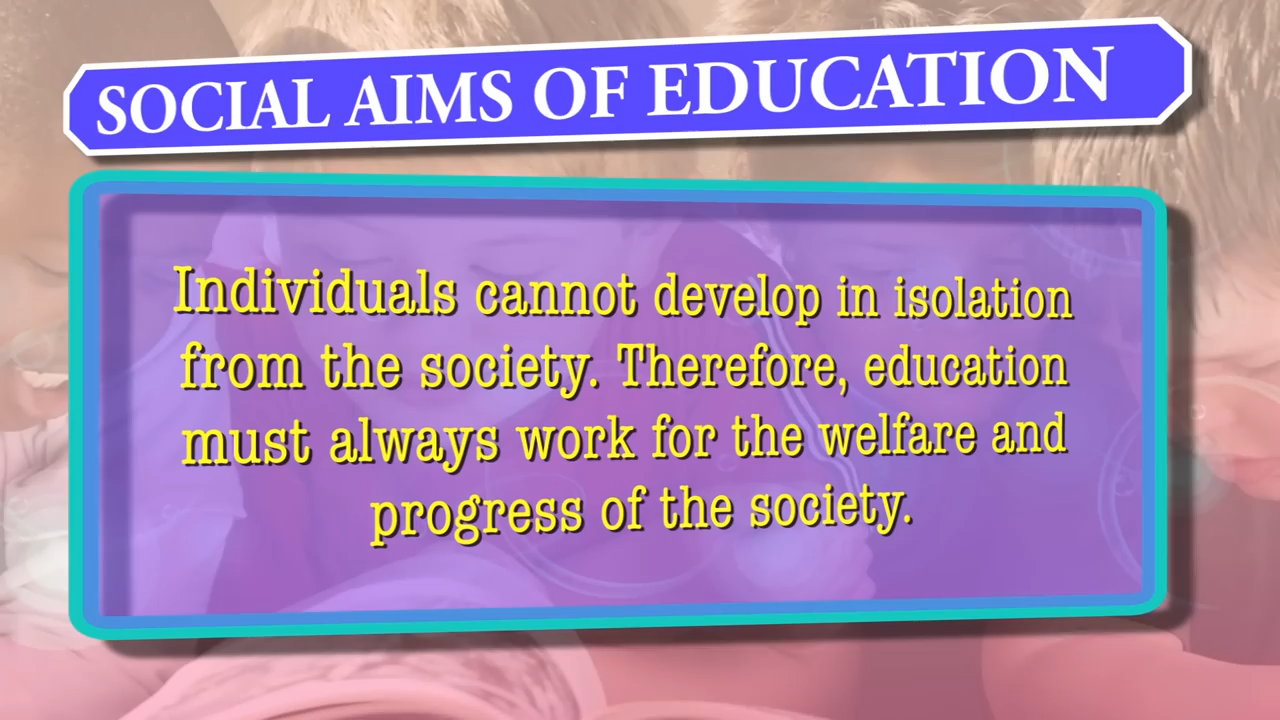 SOCIAL AIMS OF EDUCATION
Individuals cannot develop in isolation
from the society. Therefore, education
must always work for the welfare and
progress of the society.